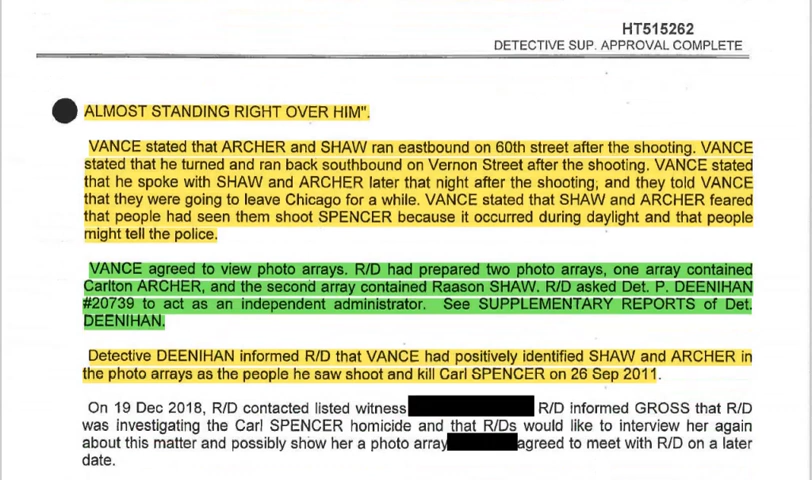 HT515262
DETECTIVE SUP. APPROVAL COMPLETE
ALMOST STANDING RIGHT OVER HIM".
VANCE stated that ARCHER and SHAW ran eastbound on 60th street after the shooting. VANCE
stated that he turned and ran back southbound on Vernon Street after the shooting. VANCE stated
that he spoke with SHAW and ARCHER later that night after the shooting; and they told VANCE
that they were going to leave Chicago for a while. VANCE stated that SHAW and ARCHER feared
that people had seen them shoot SPENCER because it occurred during daylight and that people
might tell the police.
VANCE agreed to view photo arrays. R/D had prepared two photo arrays, one array contained
Carlton ARCHER, and the second array contained Raason SHAW. R/D asked Det. P. DEENIHAN
#20739 to act as an independent administrator. See SUPPLEMENTARY REPORTS of Det.
DEENIHAN.
Detective DEENIHAN informed R/D that VANCE had positively identified SHAW and ARCHER in
the photo arrays as the people he saw shoot and kill Carl SPENCER on 26 Sep 2011.
On 19 Dec 2018, R/D contacted listed witness R/D informed GROSS that R/D
was investigating the Carl SPENCER homicide and that R/Ds would like to interview her again
about this matter and possibly show her a photo array agreed to meet with R/D on a later
date.